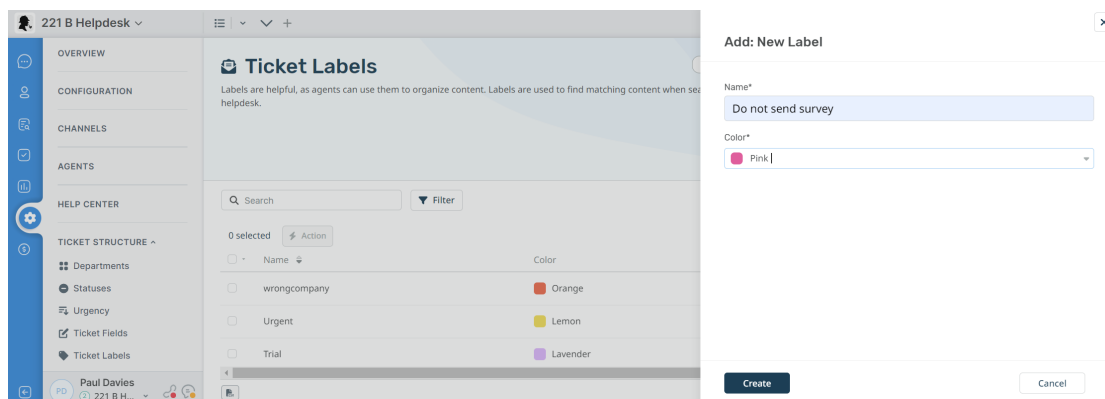 221 B Helpdesk
OVERVIEW
CONFIGURATION
CHANNELS
AGENTS
HELP CENTER
TICKET STRUCTURE
Departments
Statuses
Urgency
Ticket Fields
Ticket Labels
PD
Paul Davies
2 221 B H...
Ticket Labels
Labels are helpful, as agents can use them to organize content. Labels are used to find matching content when sea
helpdesk.
Search
Filter
0 selected
Action
Name
Color
wrongcompany
Orange
Urgent
Lemon
Trial
Lavender
Add: New Label
Name*
Do not send survey
Color*
Pink
Create
Cancel